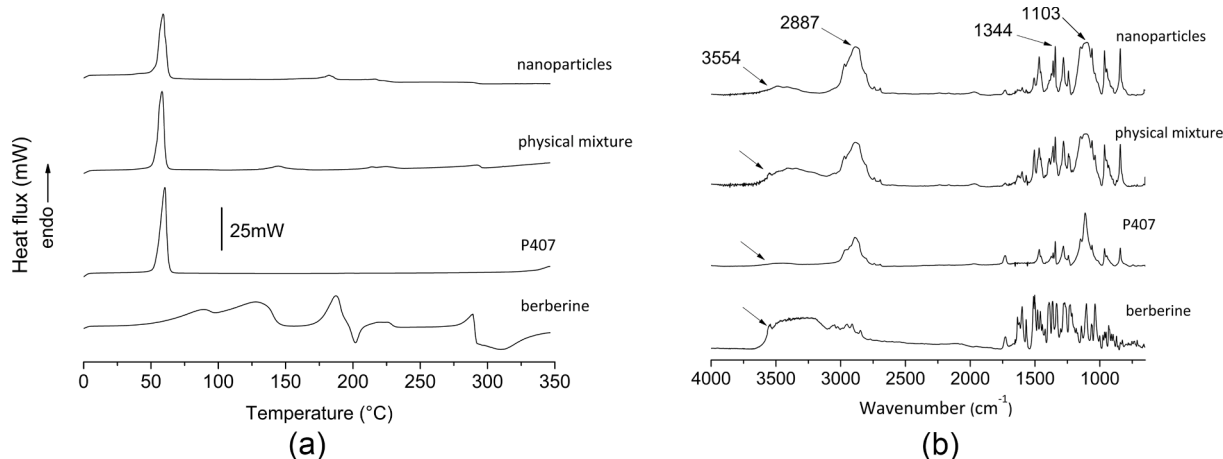 nanoparticles
physical mixture
P407
berberine
25mW
Heat flux (mW)
endo
0 50 100 150 200 250 300 350
Temperature (°C)
(a)
3554
2887
1344
1103
nanoparticles
physical mixture
P407
berberine
4000 3500 3000 2500 2000 1500 1000
Wavenumber (cm⁻¹)
(b)